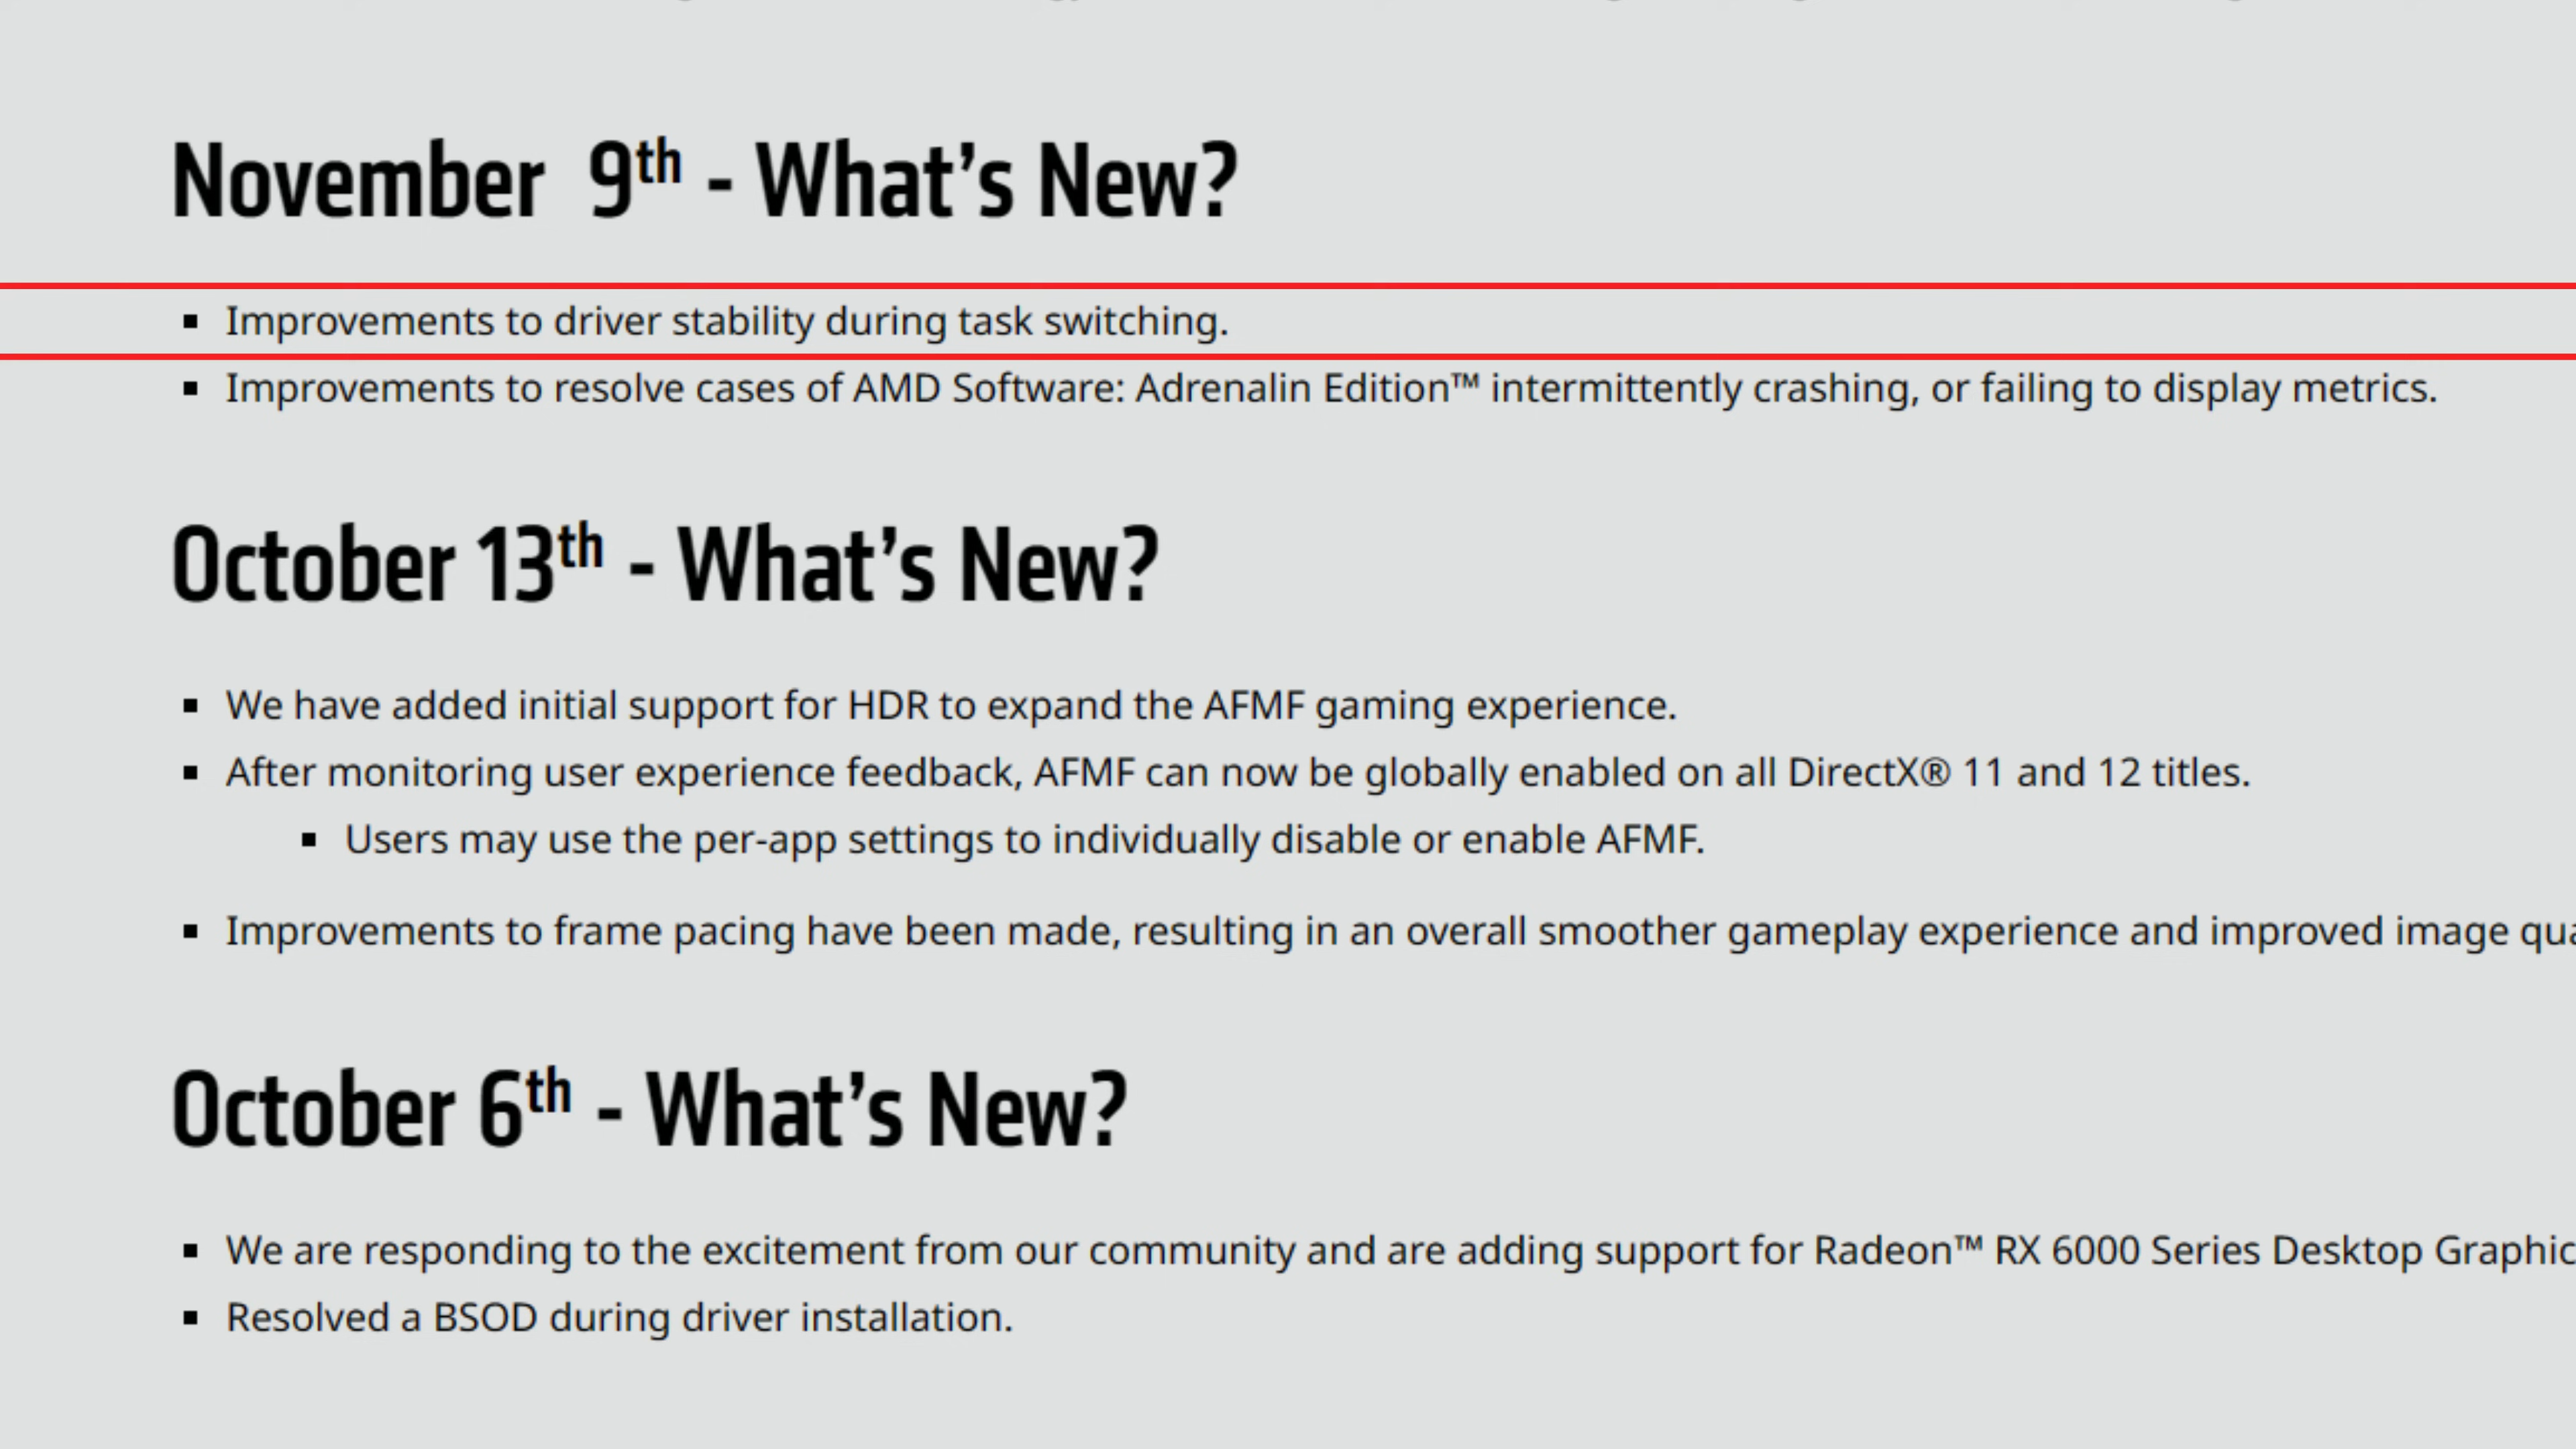 November  9th - What’s New?
▪ Improvements to driver stability during task switching.
▪ Improvements to resolve cases of AMD Software: Adrenalin Edition™ intermittently crashing, or failing to display metrics.
October 13th - What’s New?
▪ We have added initial support for HDR to expand the AFMF gaming experience.
▪ After monitoring user experience feedback, AFMF can now be globally enabled on all DirectX® 11 and 12 titles.
▪ Users may use the per-app settings to individually disable or enable AFMF.
▪ Improvements to frame pacing have been made, resulting in an overall smoother gameplay experience and improved image
October 6th - What’s New?
▪ We are responding to the excitement from our community and are adding support for Radeon™ RX 6000 Series Desktop
▪ Resolved a BSOD during driver installation.